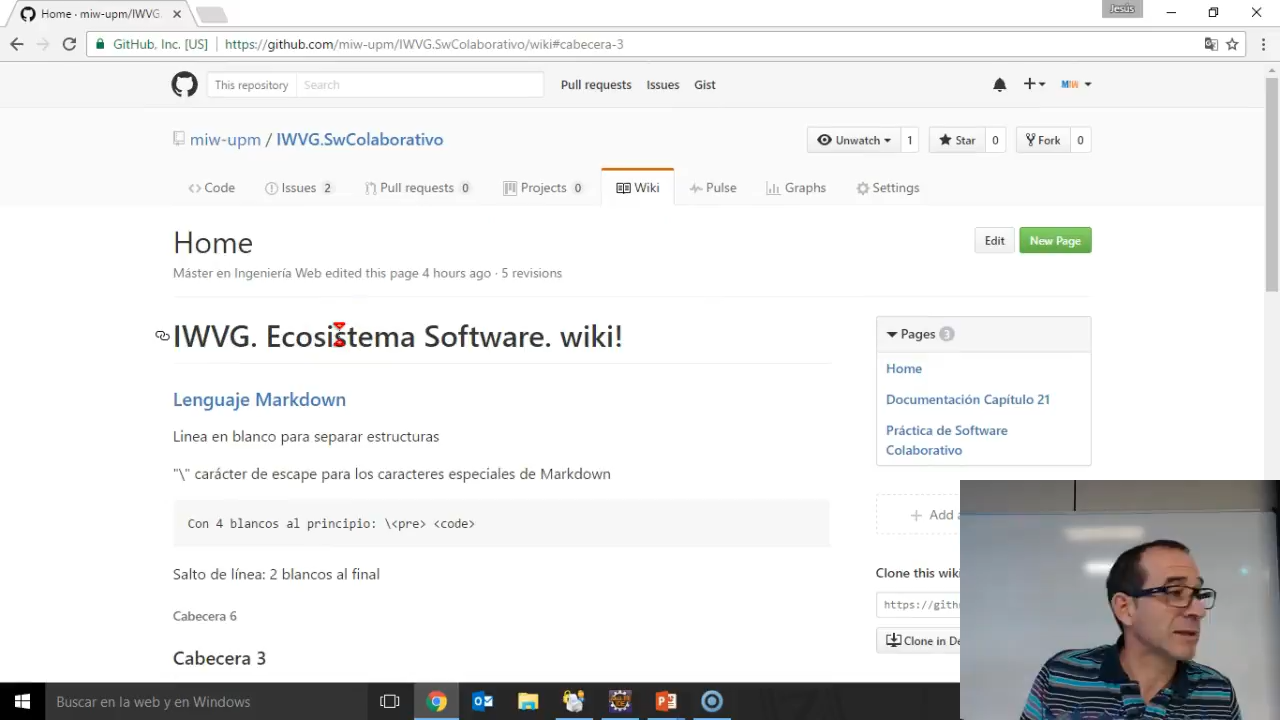 Home · miw-upm/IWVG.
Jesús
GitHub, Inc. [US]
https://github.com/miw-upm/IWVG.SwColaborativo/wiki#cabecera-3
This repository
Search
Pull requests
Issues
Gist
miw-upm / IWVG.SwColaborativo
Unwatch 1
Star 0
Fork 0
Code
Issues 2
Pull requests 0
Projects 0
Wiki
Pulse
Graphs
Settings
Home
Edit
New Page
Máster en Ingeniería Web edited this page 4 hours ago · 5 revisions
IWVG. Ecosistema Software. wiki!
Lenguaje Markdown
Linea en blanco para separar estructuras
"\" carácter de escape para los caracteres especiales de Markdown
Con 4 blancos al principio: \<pre> <code>
Salto de línea: 2 blancos al final
Cabecera 6
Cabecera 3
Pages 3
Home
Documentación Capítulo 21
Práctica de Software
Colaborativo
+ Add
Clone this wiki
https://gith
Clone in De
Buscar en la web y en Windows